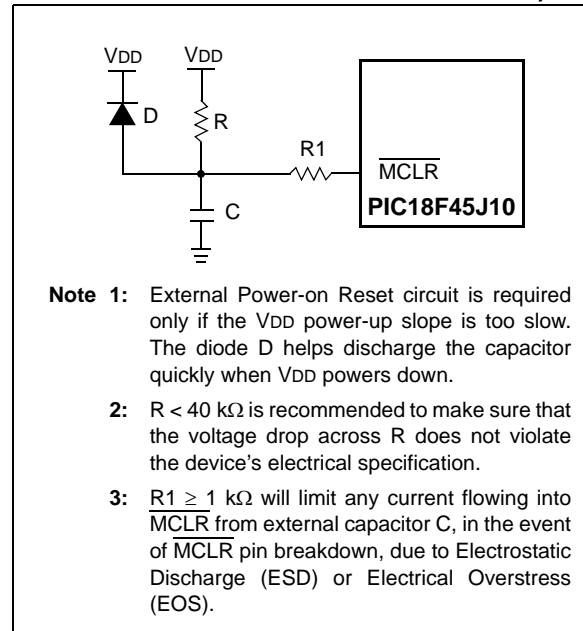 VDD VDD
D
R
R1
MCLR
PIC18F45J10
C
Note 1: External Power-on Reset circuit is required
only if the VDD power-up slope is too slow.
The diode D helps discharge the capacitor
quickly when VDD powers down.
2: R < 40 kΩ is recommended to make sure that
the voltage drop across R does not violate
the device's electrical specification.
3: R1 ≥ 1 kΩ will limit any current flowing into
MCLR from external capacitor C, in the event
of MCLR pin breakdown, due to Electrostatic
Discharge (ESD) or Electrical Overstress
(EOS).